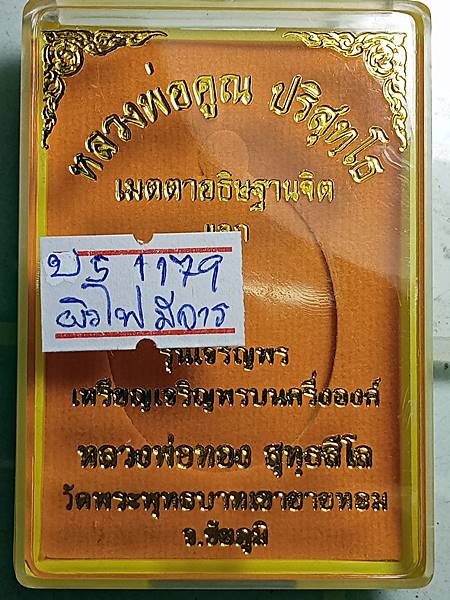 หลวงพ่อคูณ ปริสุทฺโธ
เมตตาอธิษฐานจิต
บร 1179
ผิวไฟ มีจาร
รุ่นเจริญพร
เหรียญเจริญพรบนครึ่งองค์
หลวงพ่อทอง สุทธสีโล
วัดพระพุทธบาทเขายายหอม
จ.ชัยภูมิ